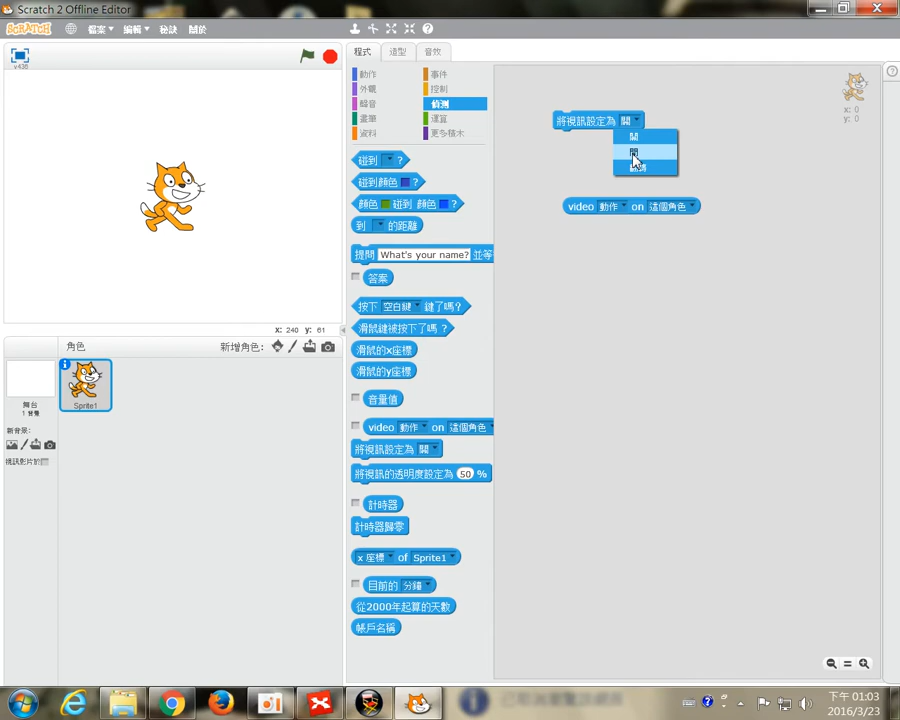 Scratch 2 Offline Editor
SCRATCH 檔案 編輯 秘訣 關於
v438
程式 造型 音效
動作 事件
外觀 控制
聲音 偵測
畫筆 運算
資料 更多積木
x: 0
y: 0
碰到 ?
碰到顏色 ?
顏色 碰到 顏色 ?
到 的距離
提問 What's your name? 並等
答案
按下 空白鍵 鍵了嗎?
滑鼠鍵被按下了嗎 ?
滑鼠的x座標
滑鼠的y座標
音量值
video 動作 on 這個角色
將視訊設定為 開
將視訊的透明度設定為 50 %
計時器
計時器歸零
x 座標 of Sprite1
目前的 分鐘
從2000年起算的天數
帳戶名稱
將視訊設定為 開
video 動作 on 這個角色
x: 240 y: 61
角色 新增角色:
Sprite1
舞台
1 背景
新背景:
下午 01:03
2016/3/23